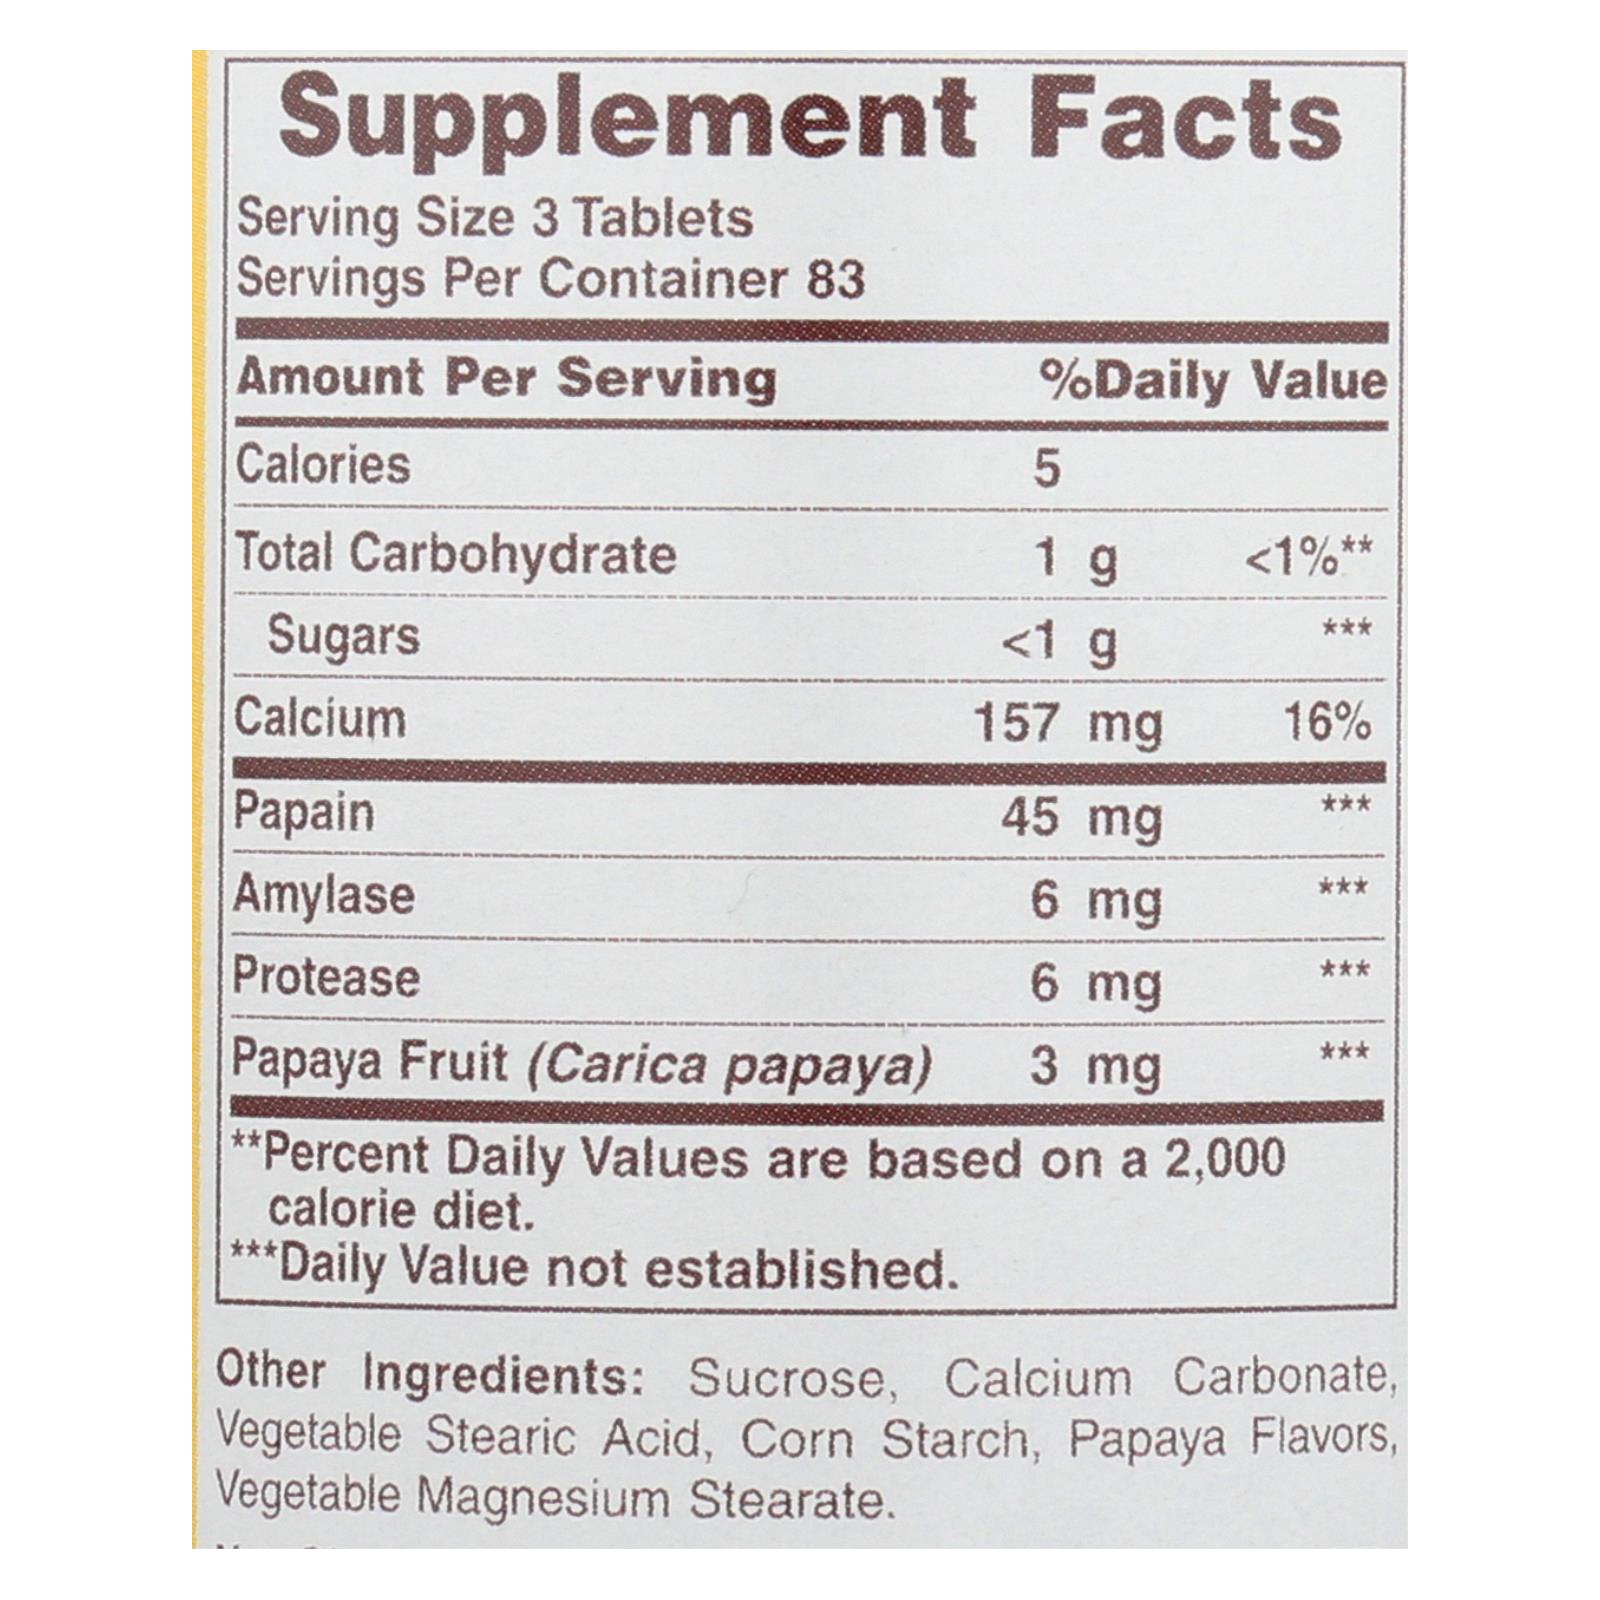 Supplement Facts
Serving Size 3 Tablets
Servings Per Container 83
Amount Per Serving %Daily Value
Calories 5
Total Carbohydrate 1 g <1%**
Sugars <1 g ***
Calcium 157 mg 16%
Papain 45 mg ***
Amylase 6 mg ***
Protease 6 mg ***
Papaya Fruit (Carica papaya) 3 mg ***
**Percent Daily Values are based on a 2,000
calorie diet.
***Daily Value not established.
Other Ingredients: Sucrose, Calcium Carbonate,
Vegetable Stearic Acid, Corn Starch, Papaya Flavors,
Vegetable Magnesium Stearate.